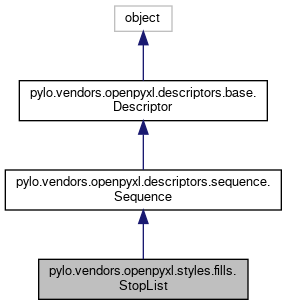 object
pylo.vendors.openpyxl.descriptors.base.
Descriptor
pylo.vendors.openpyxl.descriptors.sequence.
Sequence
pylo.vendors.openpyxl.styles.fills.
StopList